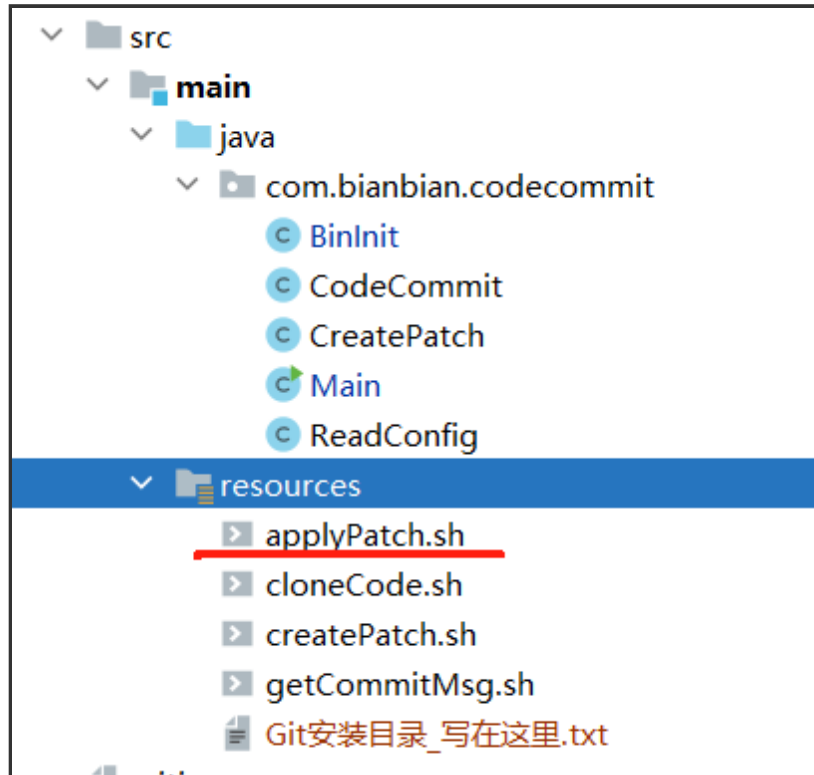 src
main
java
com.bianbian.codecommit
BinInit
CodeCommit
CreatePatch
Main
ReadConfig
resources
applyPatch.sh
cloneCode.sh
createPatch.sh
getCommitMsg.sh
Git安装目录_写在这里.txt